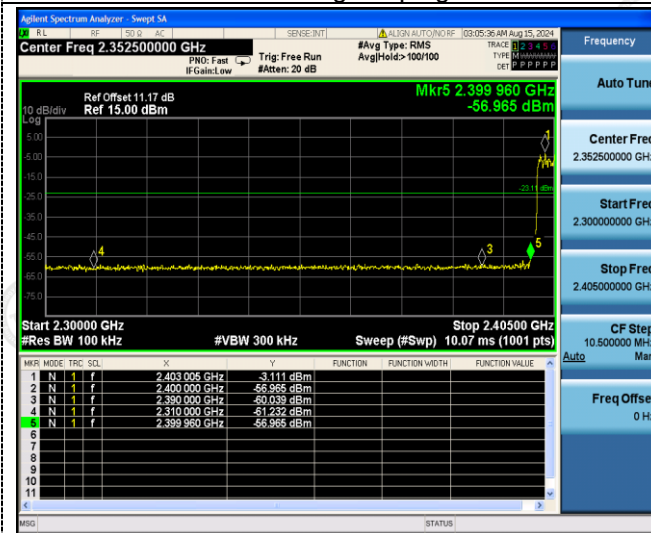 Agilent Spectrum Analyzer - Swept SA
RL RF 50 Ω AC SENSE:INT ALIGN AUTO/NO RF 03:05:36 AM Aug 15, 2024
Center Freq 2.352500000 GHz
PNO: Fast Trig: Free Run
IFGain:Low #Atten: 20 dB
#Avg Type: RMS
Avg|Hold:> 100/100
TRACE 1 2 3 4 5 6
TYPE
DET P P P P P P
Frequency
Auto Tune
Center Freq
2.352500000 GHz
Start Freq
2.300000000 GHz
Stop Freq
2.405000000 GHz
CF Step
10.500000 MHz
Auto Man
Freq Offset
0 Hz
Ref Offset 11.17 dB
10 dB/div Ref 15.00 dBm
Log
Mkr5 2.399 960 GHz
-56.965 dBm
5.00
-5.00
-15.0
-25.0
-35.0
-45.0
-55.0
-65.0
-75.0
1
-23.11 dBm
4
3
5
Start 2.30000 GHz Stop 2.40500 GHz
#Res BW 100 kHz #VBW 300 kHz Sweep (#Swp) 10.07 ms (1001 pts)
MKR MODE TRC SCL X Y FUNCTION FUNCTION WIDTH FUNCTION VALUE
1 N 1 f 2.403 005 GHz -3.111 dBm
2 N 1 f 2.400 000 GHz -56.965 dBm
3 N 1 f 2.390 000 GHz -60.039 dBm
4 N 1 f 2.310 000 GHz -61.232 dBm
5 N 1 f 2.399 960 GHz -56.965 dBm
6
7
8
9
10
11
MSG STATUS